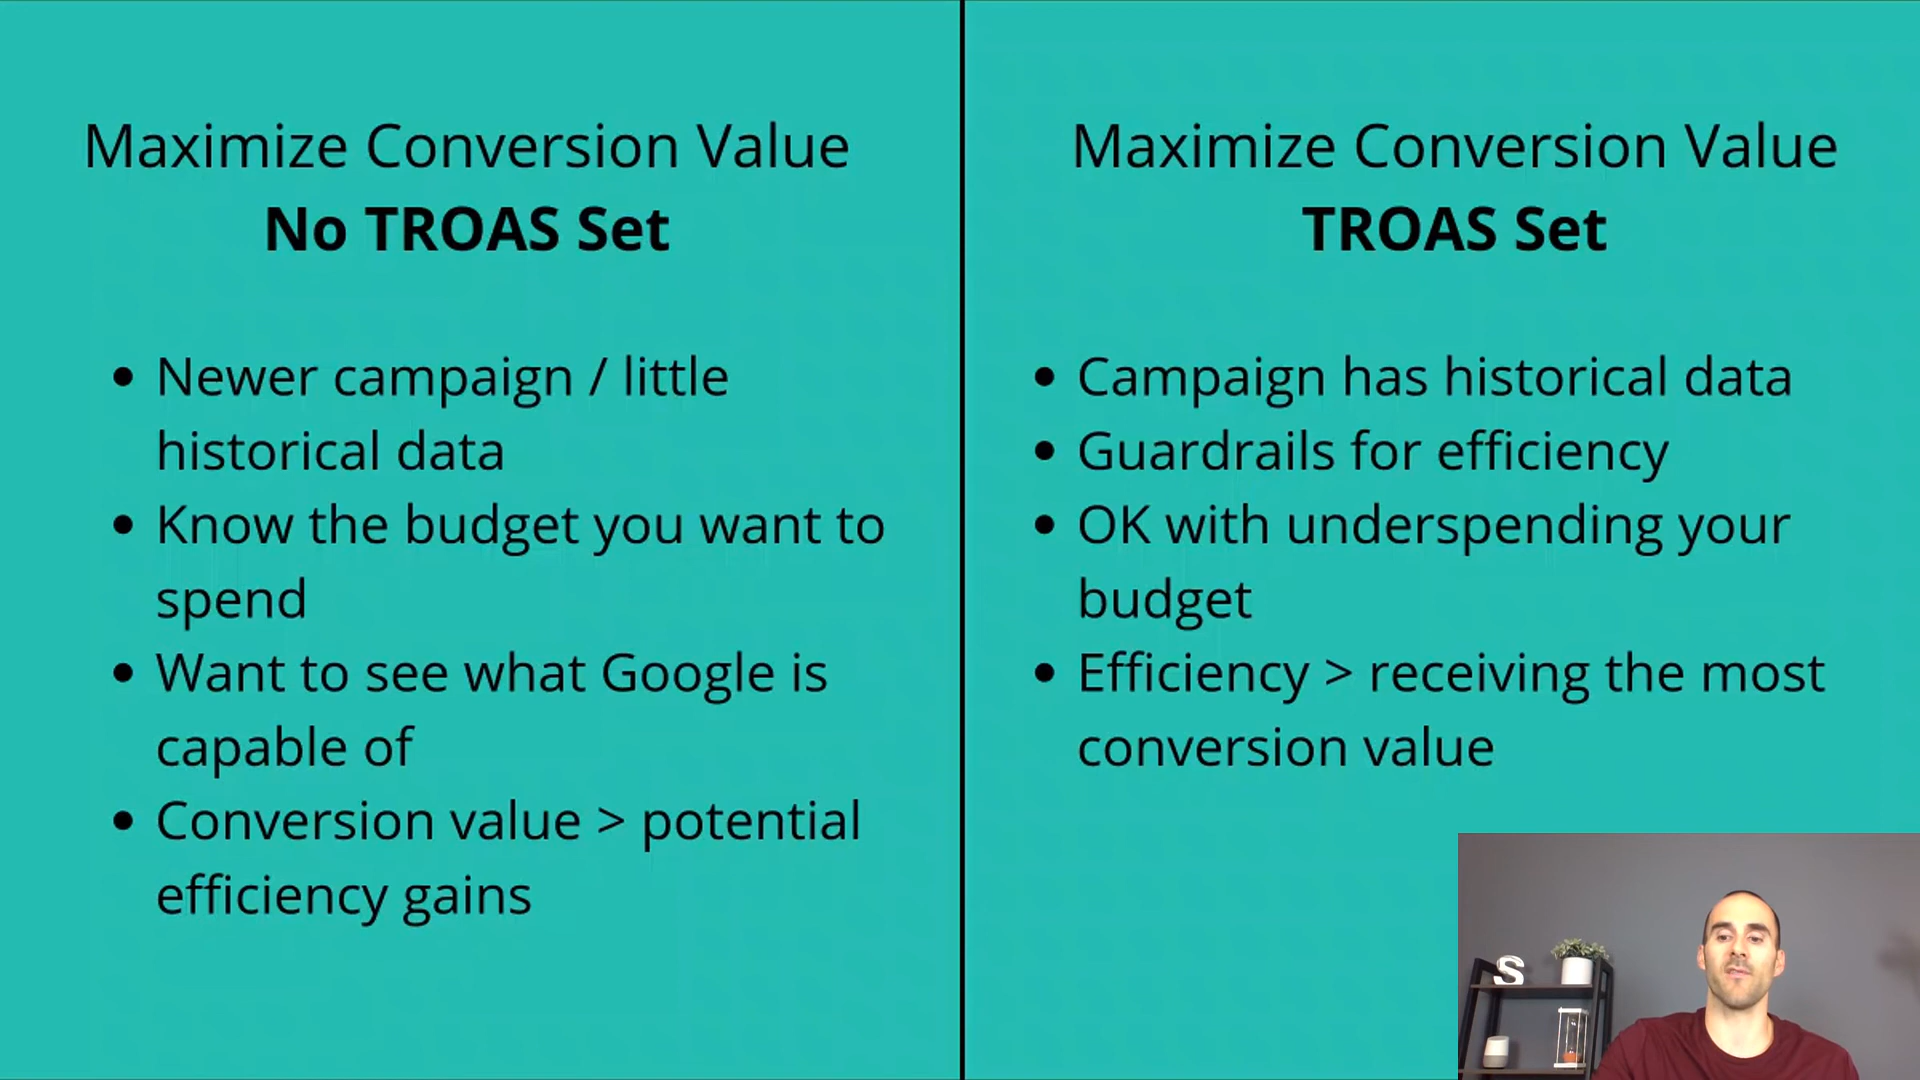 Maximize Conversion Value
No TROAS Set
• Newer campaign / little
historical data
• Know the budget you want to
spend
• Want to see what Google is
capable of
• Conversion value > potential
efficiency gains
Maximize Conversion Value
TROAS Set
• Campaign has historical data
• Guardrails for efficiency
• OK with underspending your
budget
• Efficiency > receiving the most
conversion value
S